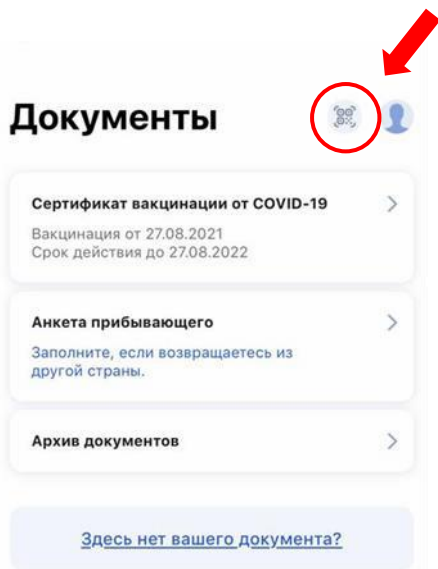 Документы
Сертификат вакцинации от COVID-19
Вакцинация от 27.08.2021
Срок действия до 27.08.2022
Анкета прибывающего
Заполните, если возвращаетесь из
другой страны.
Архив документов
Здесь нет вашего документа?